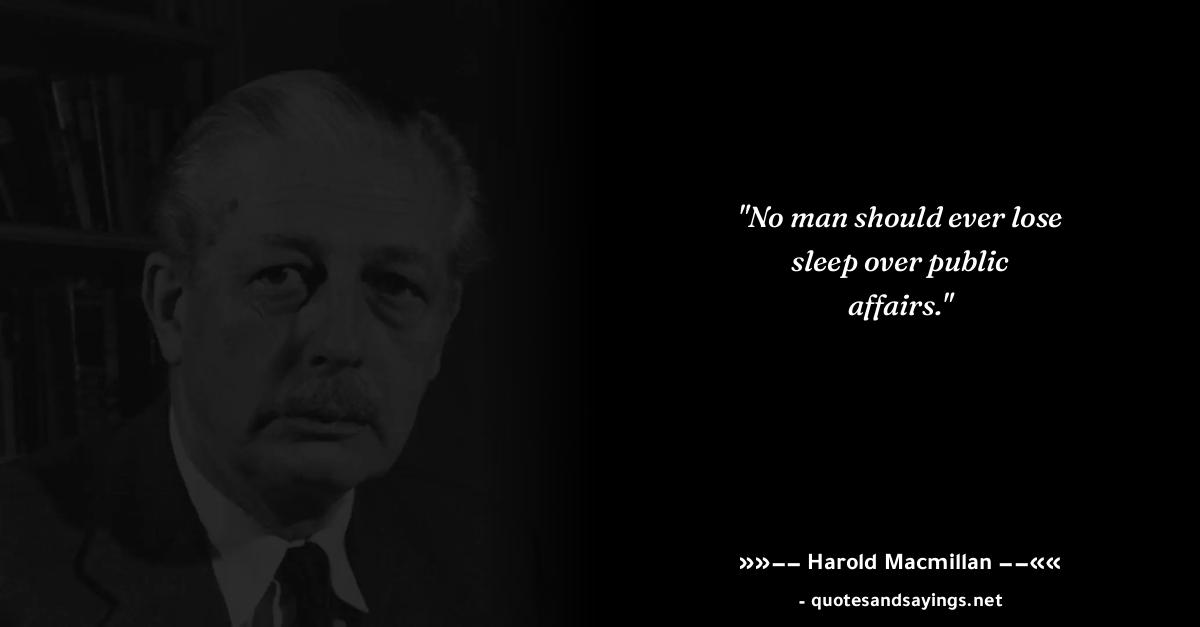 "No man should ever lose
sleep over public
affairs."
»»−− Harold Macmillan −−««
- quotesandsayings.net